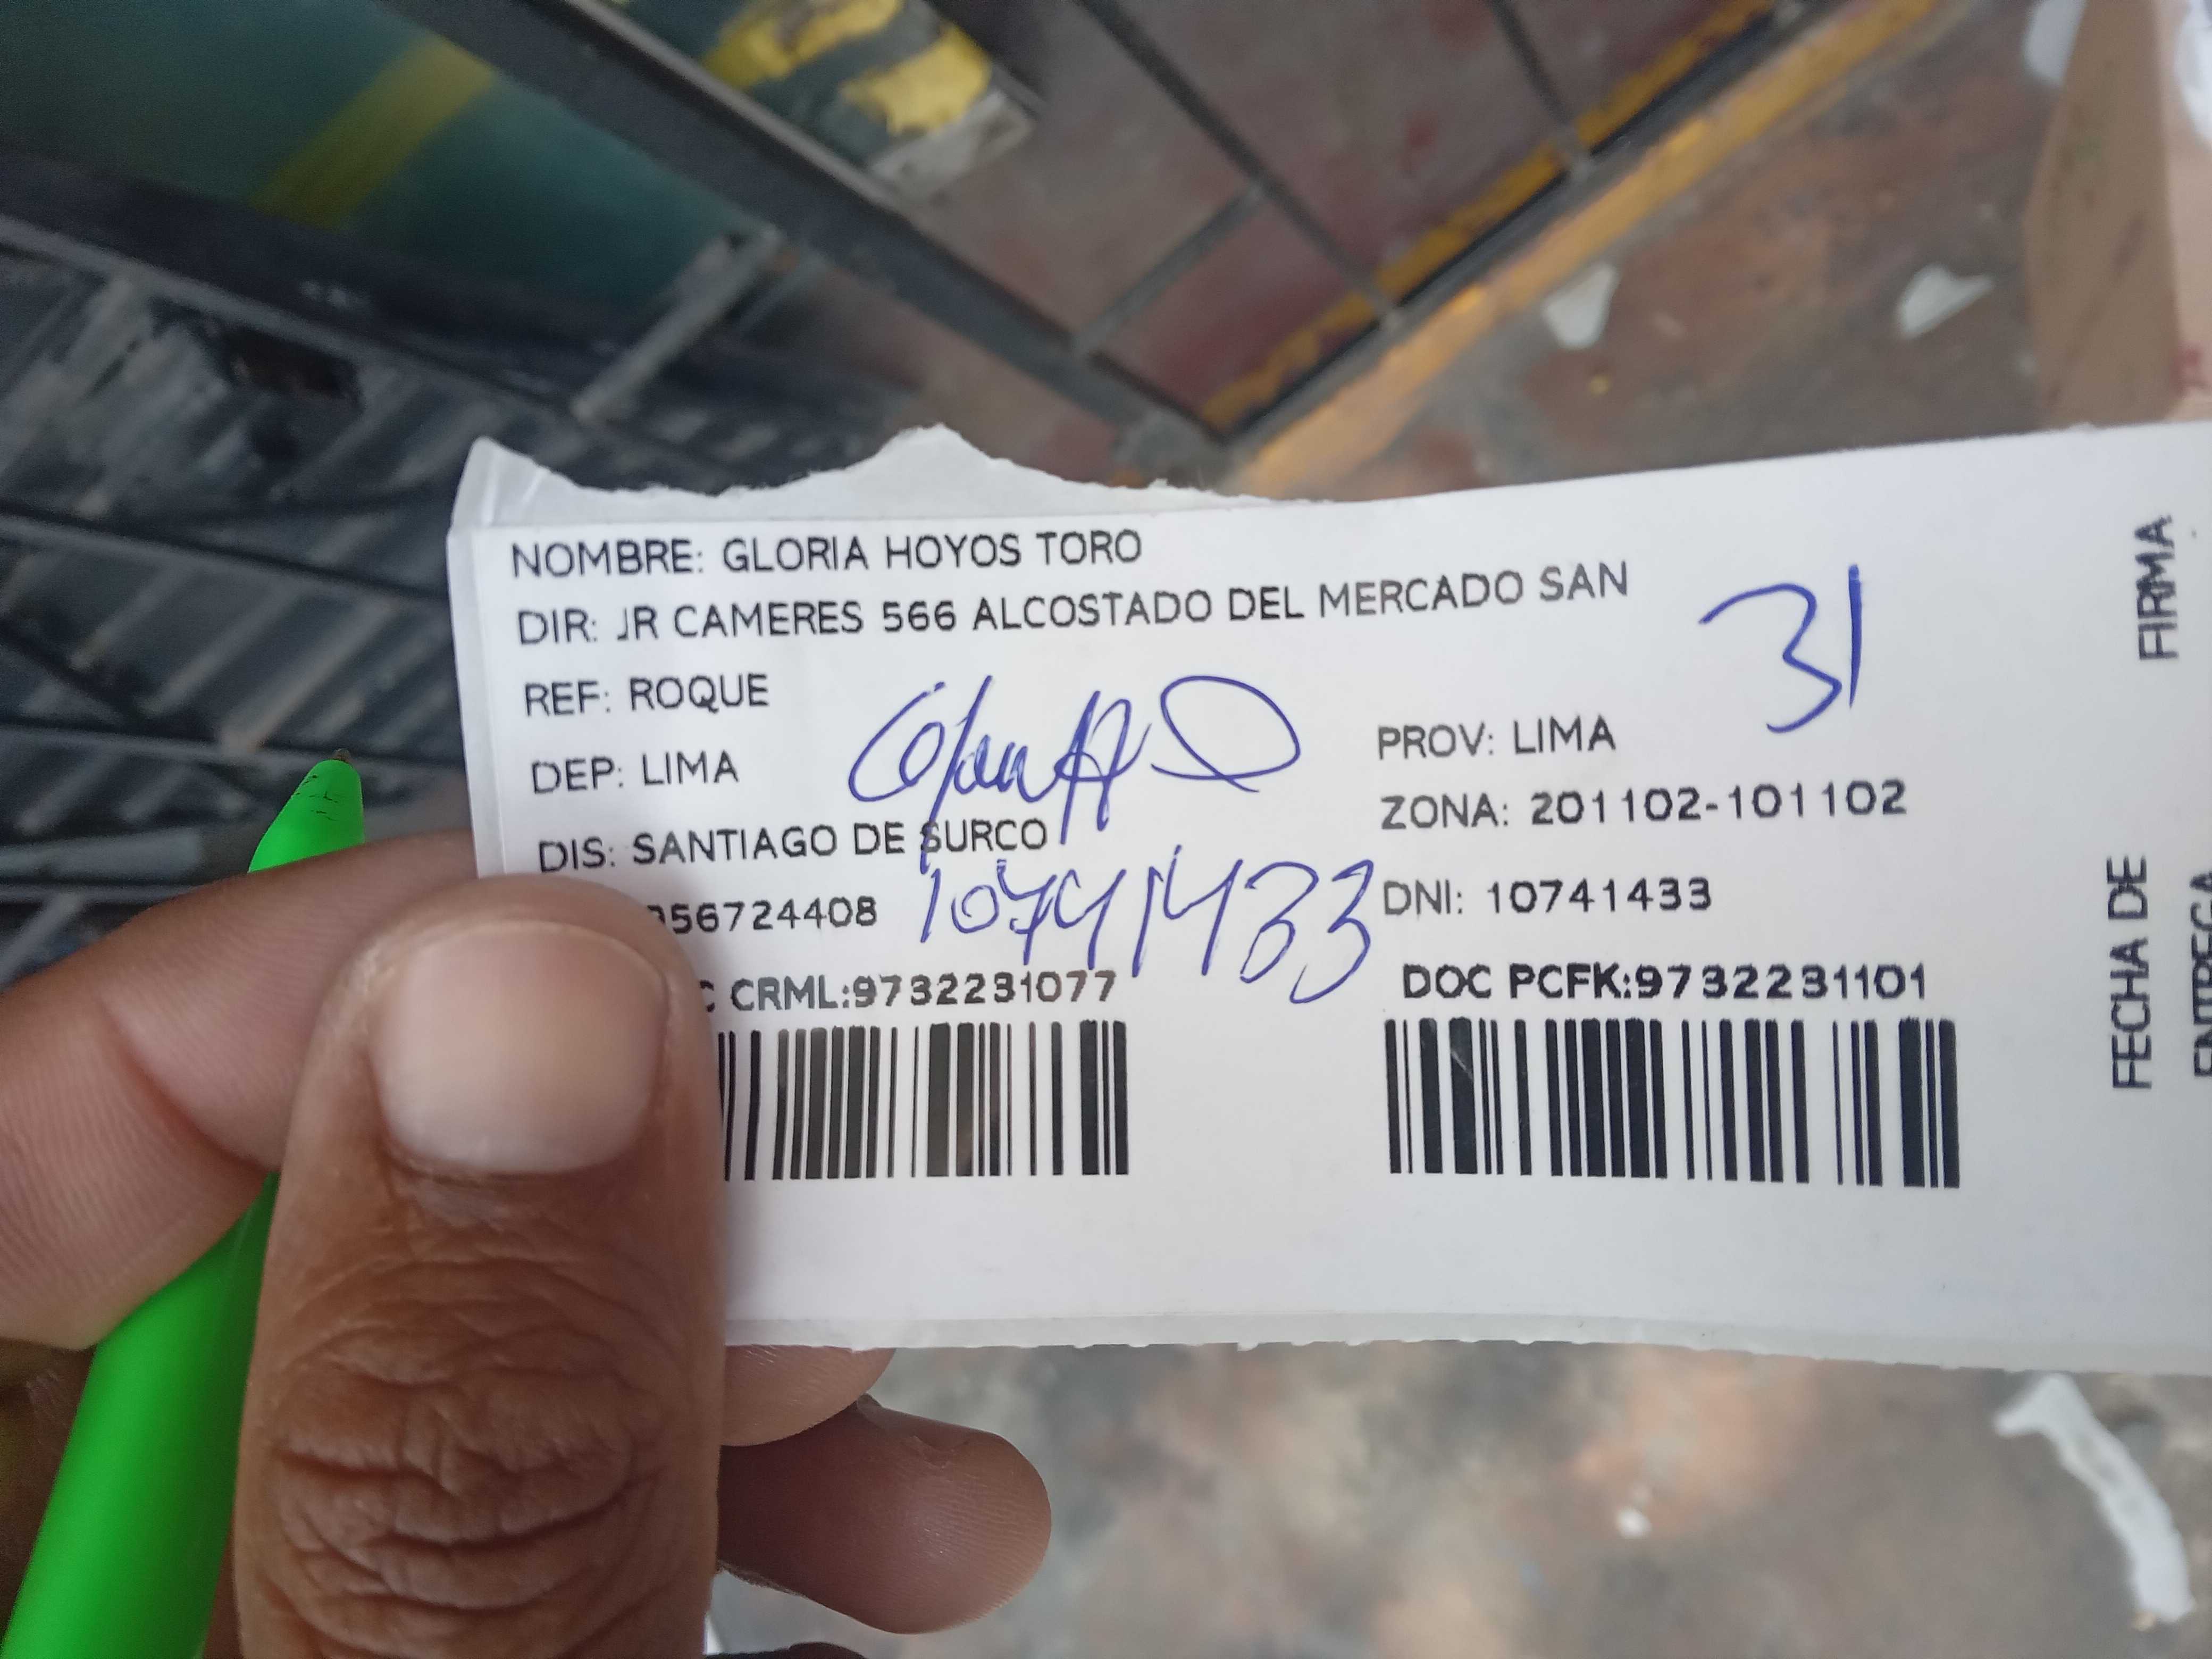 NOMBRE: GLORIA HOYOS TORO
DIR: JR CAMERES 566 ALCOSTADO DEL MERCADO SAN
31
REF: ROQUE
DEP: LIMA
PROV: LIMA
ZONA: 201102-101102
DIS: SANTIAGO DE SURCO
56724408
10741433
DNI: 10741433
CRML:9732231077
DOC PCFK:9732231101
FIRMA
FECHA DE
ENTREGA